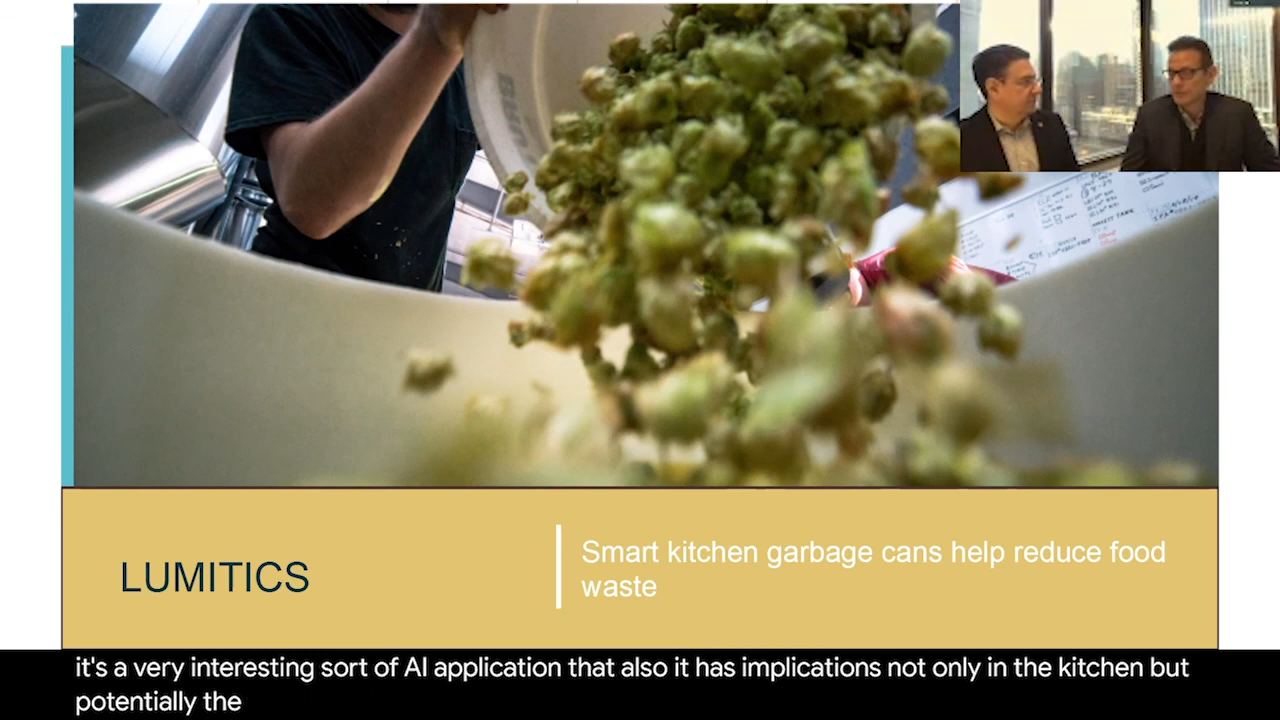 LUMITICS
Smart kitchen garbage cans help reduce food
waste
it's a very interesting sort of AI application that also it has implications not only in the kitchen but
potentially the